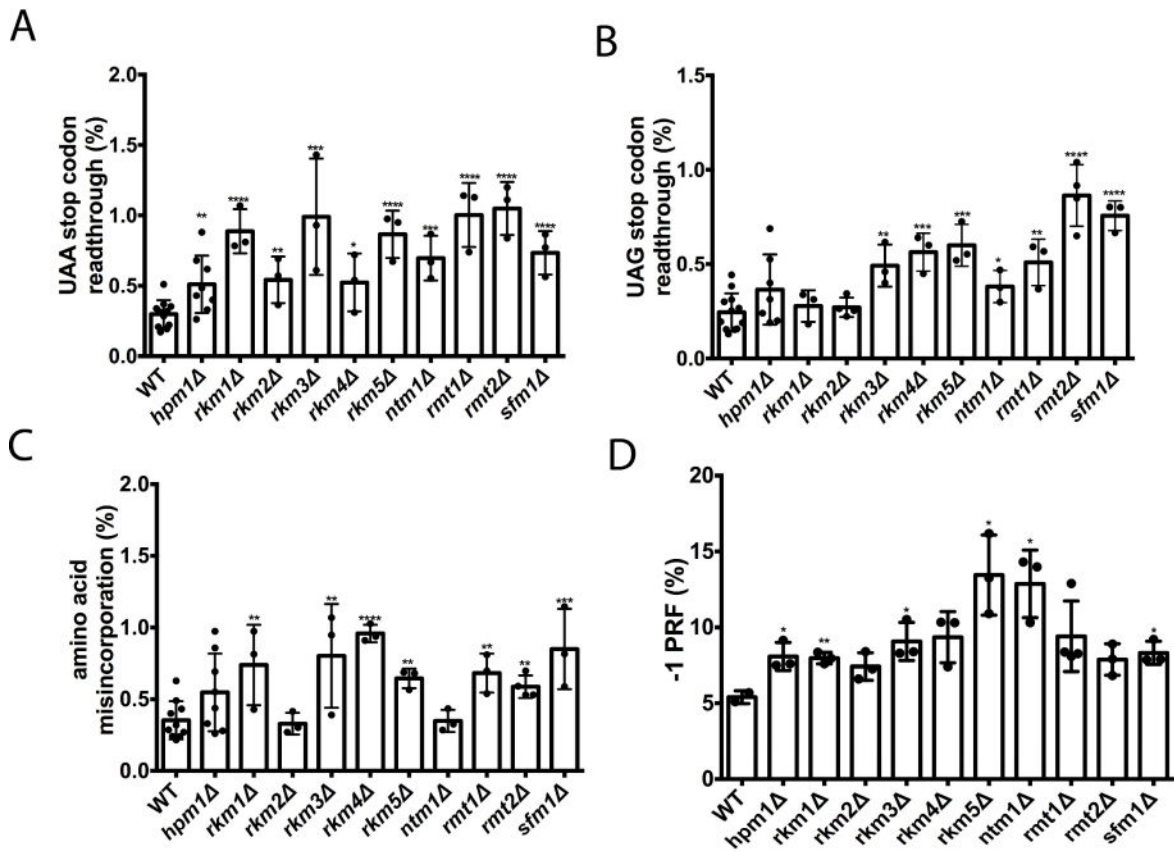 A
UAA stop codon
readthrough (%)
2.0
1.5
1.0
0.5
0.0
** **** ** *** * **** *** **** **** ****
WT hpm1Δ rkm1Δ rkm2Δ rkm3Δ rkm4Δ rkm5Δ ntm1Δ rmt1Δ rmt2Δ sfm1Δ
B
UAG stop codon
readthrough (%)
1.5
1.0
0.5
0.0
** *** *** * ** **** ****
WT hpm1Δ rkm1Δ rkm2Δ rkm3Δ rkm4Δ rkm5Δ ntm1Δ rmt1Δ rmt2Δ sfm1Δ
C
amino acid
misincorporation (%)
2.0
1.5
1.0
0.5
0.0
** ** **** ** ** ** ***
WT hpm1Δ rkm1Δ rkm2Δ rkm3Δ rkm4Δ rkm5Δ ntm1Δ rmt1Δ rmt2Δ sfm1Δ
D
-1 PRF (%)
20
15
10
5
0
* ** * * * *
WT hpm1Δ rkm1Δ rkm2Δ rkm3Δ rkm4Δ rkm5Δ ntm1Δ rmt1Δ rmt2Δ sfm1Δ